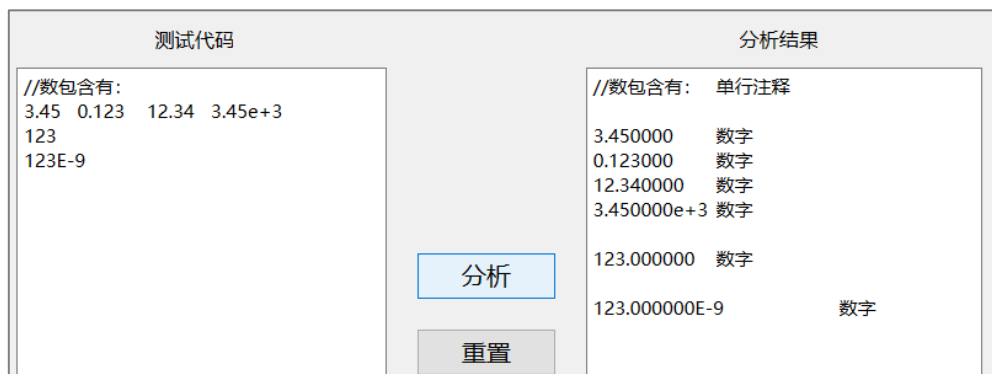 测试代码
//数包含有:
3.45 0.123 12.34 3.45e+3
123
123E-9
分析
重置
分析结果
//数包含有: 单行注释
3.450000 数字
0.123000 数字
12.340000 数字
3.450000e+3 数字
123.000000 数字
123.000000E-9 数字